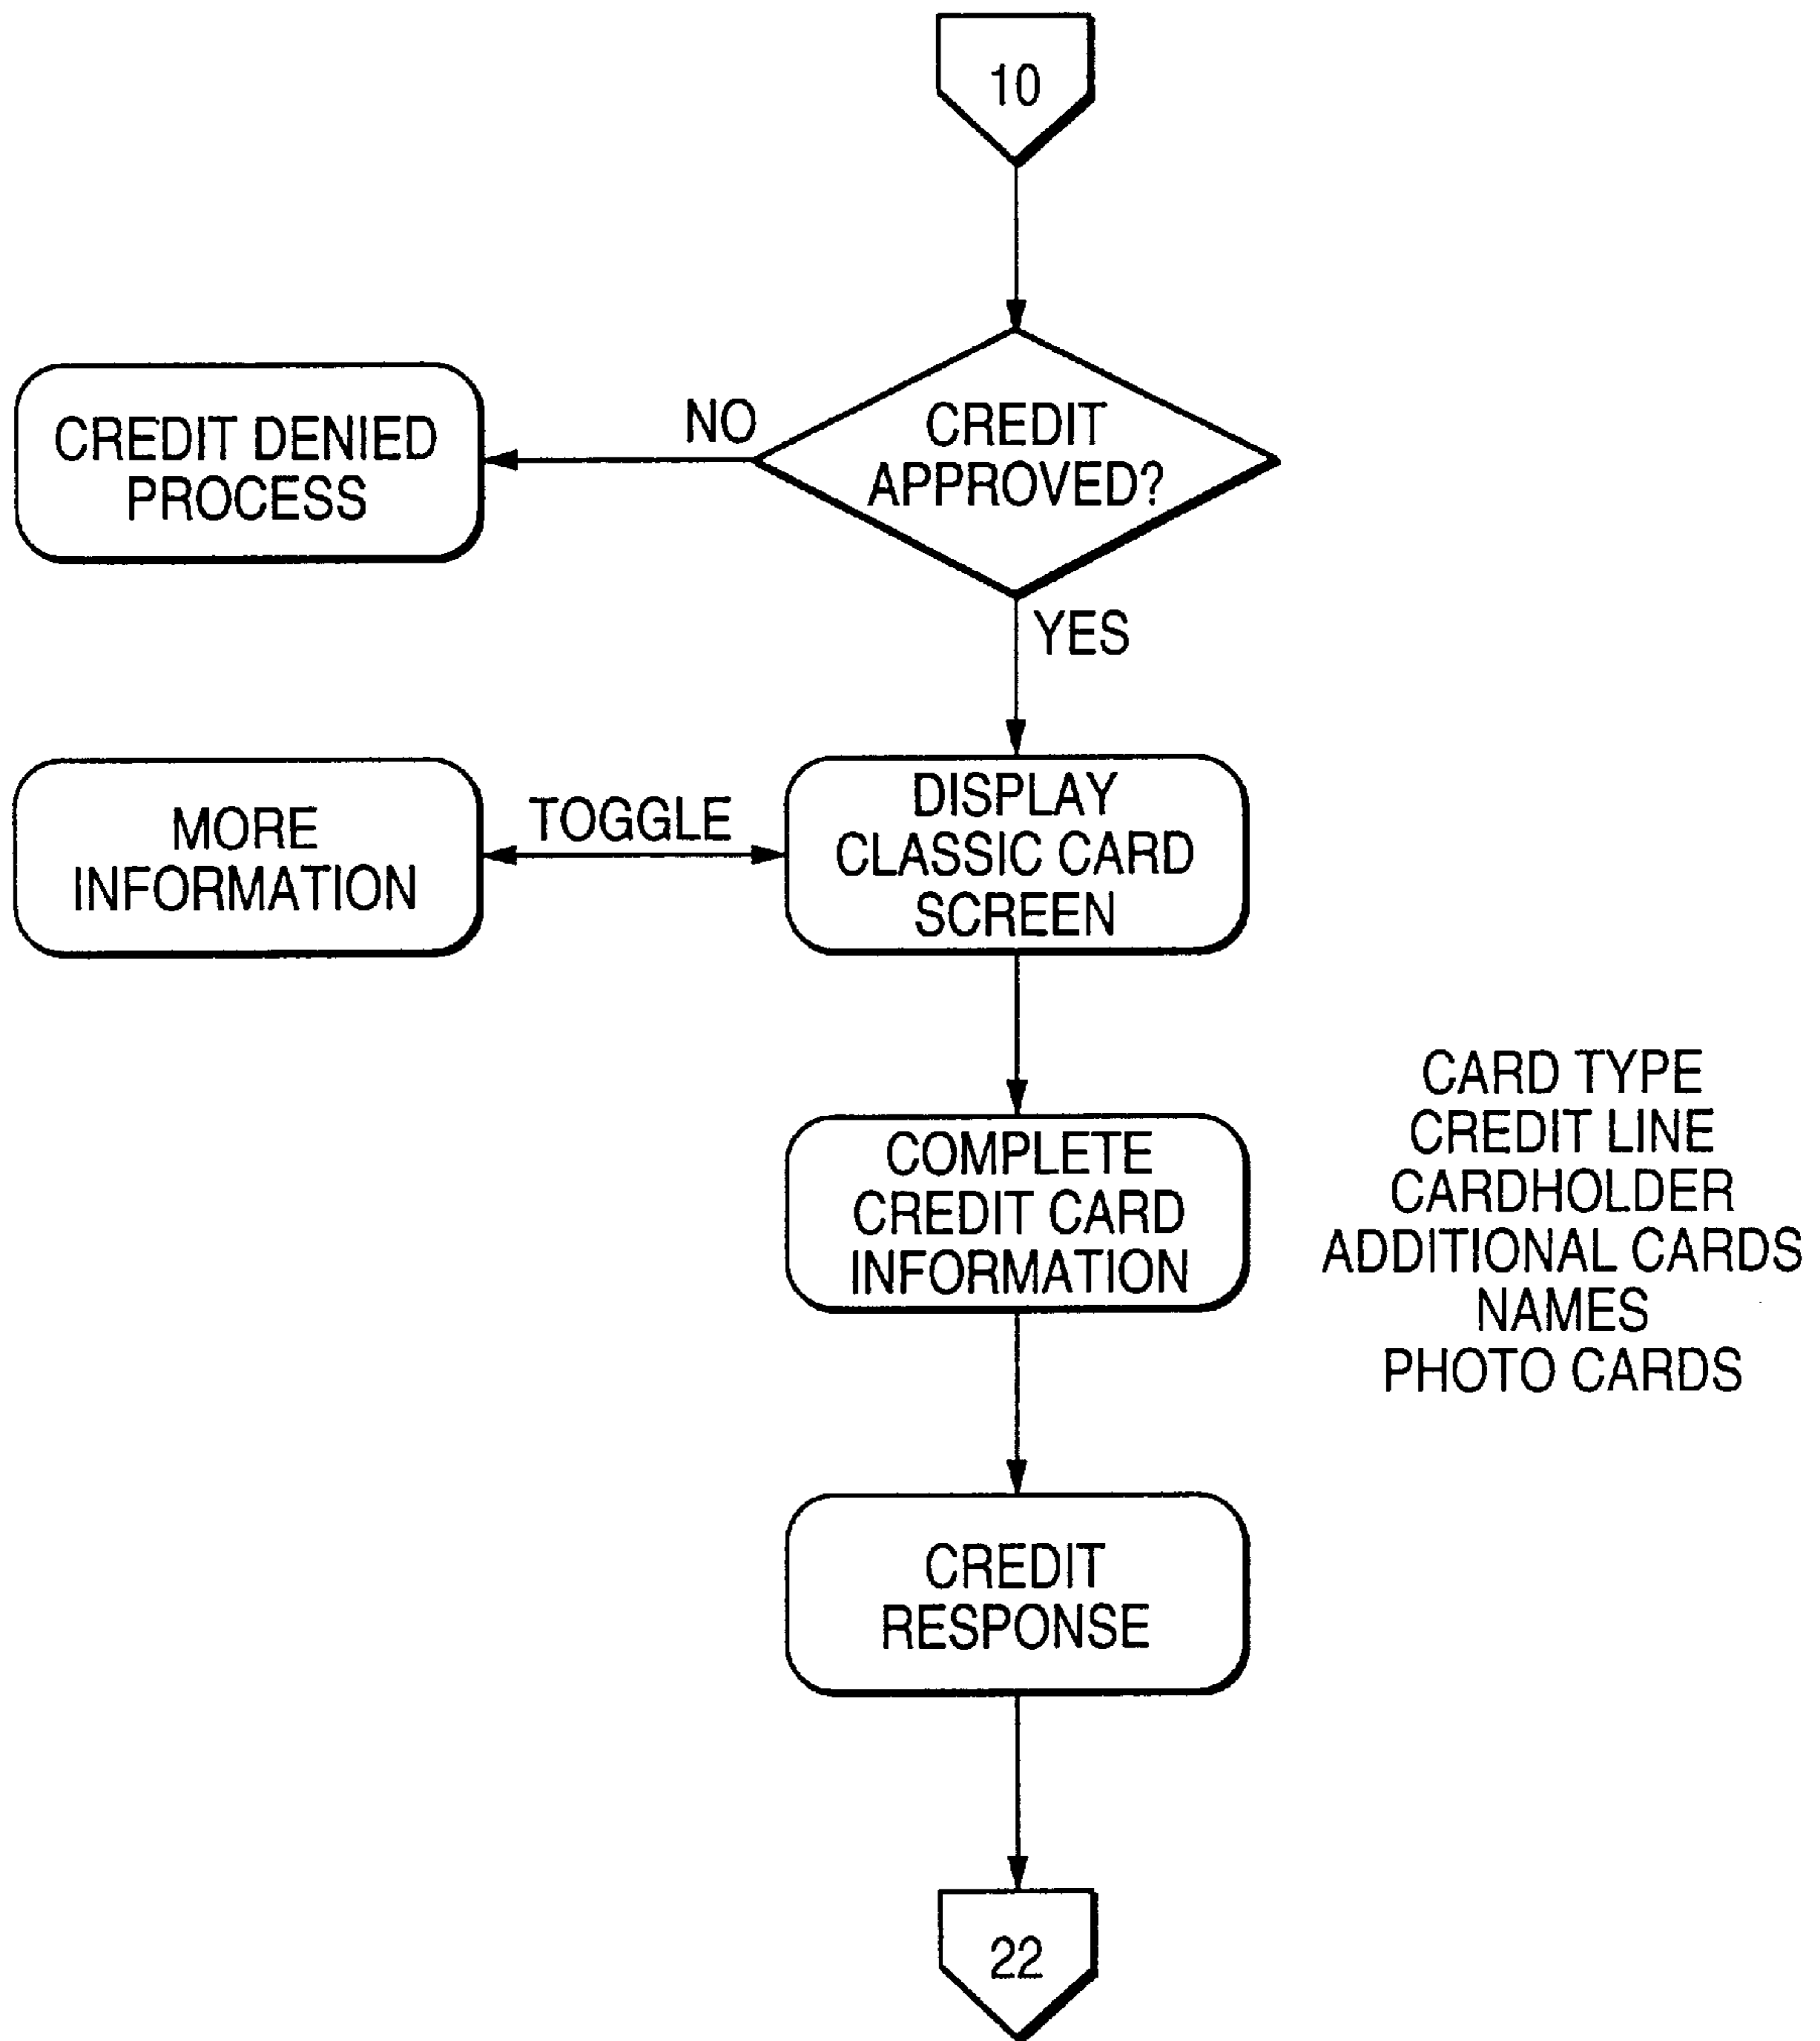 10
CREDIT
APPROVED?
NO
CREDIT DENIED
PROCESS
YES
DISPLAY
CLASSIC CARD
SCREEN
TOGGLE
MORE
INFORMATION
COMPLETE
CREDIT CARD
INFORMATION
CARD TYPE
CREDIT LINE
CARDHOLDER
ADDITIONAL CARDS
NAMES
PHOTO CARDS
CREDIT
RESPONSE
22